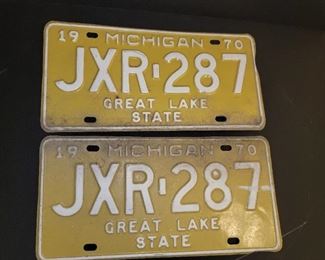 19 MICHIGAN 70
JXR-287
GREAT LAKE
STATE
19 MICHIGAN 70
JXR-287
GREAT LAKE
STATE